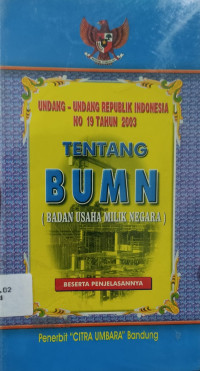 UNDANG - UNDANG REPUBLIK INDONESIA
NO 19 TAHUN 2003
TENTANG
BUMN
( BADAN USAHA MILIK NEGARA )
BESERTA PENJELASANNYA
Penerbit "CITRA UMBARA" Bandung